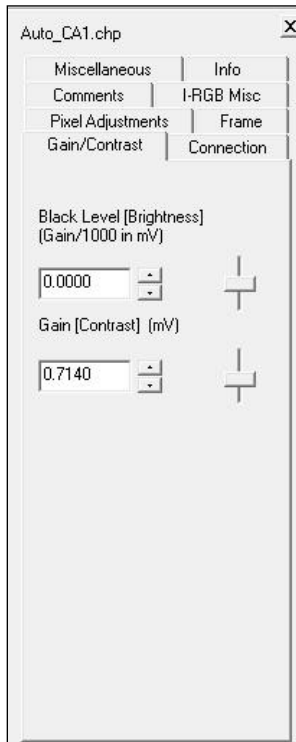 Auto_CA1.chp X
Miscellaneous Info
Comments I-RGB Misc
Pixel Adjustments Frame
Gain/Contrast Connection
Black Level [Brightness]
(Gain/1000 in mV)
0.0000
Gain [Contrast] (mV)
0.7140